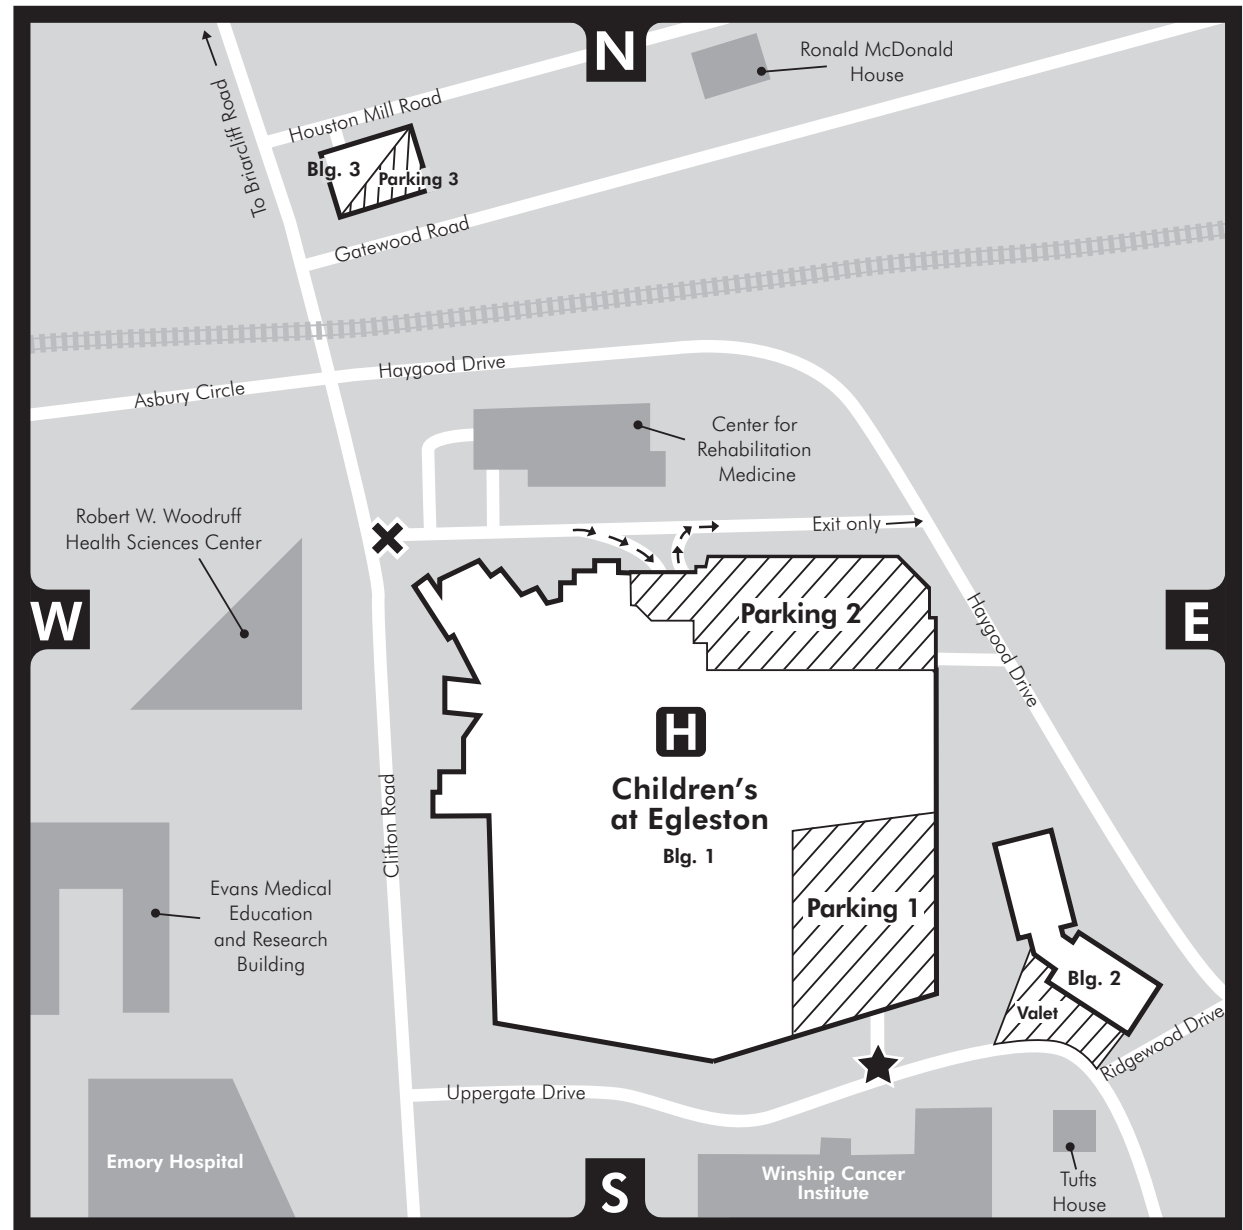 N
Ronald McDonald
House
To Briarcliff Road
Houston Mill Road
Blg. 3
Parking 3
Gatewood Road
Haygood Drive
Asbury Circle
Center for
Rehabilitation
Medicine
Robert W. Woodruff
Health Sciences Center
Exit only
W
E
Parking 2
Haygood Drive
H
Children's
at Egleston
Blg. 1
Clifton Road
Evans Medical
Education
and Research
Building
Parking 1
Blg. 2
Valet
Ridgewood Drive
Uppergate Drive
Emory Hospital
Winship Cancer
Institute
Tufts
House
S